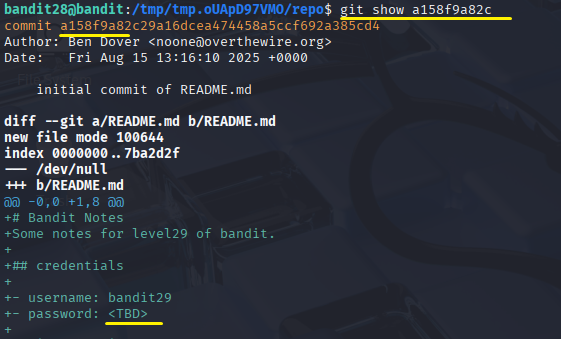 bandit28@bandit:/tmp/tmp.oUApD97VMO/repo$ git show a158f9a82c
commit a158f9a82c29a16dcea474458a5ccf692a385cd4
Author: Ben Dover <noone@overthewire.org>
Date:   Fri Aug 15 13:16:10 2025 +0000
    initial commit of README.md
diff --git a/README.md b/README.md
new file mode 100644
index 0000000..7ba2d2f
--- /dev/null
+++ b/README.md
@@ -0,0 +1,8 @@
+# Bandit Notes
+Some notes for level29 of bandit.
+
+## credentials
+
+- username: bandit29
+- password: <TBD>
+